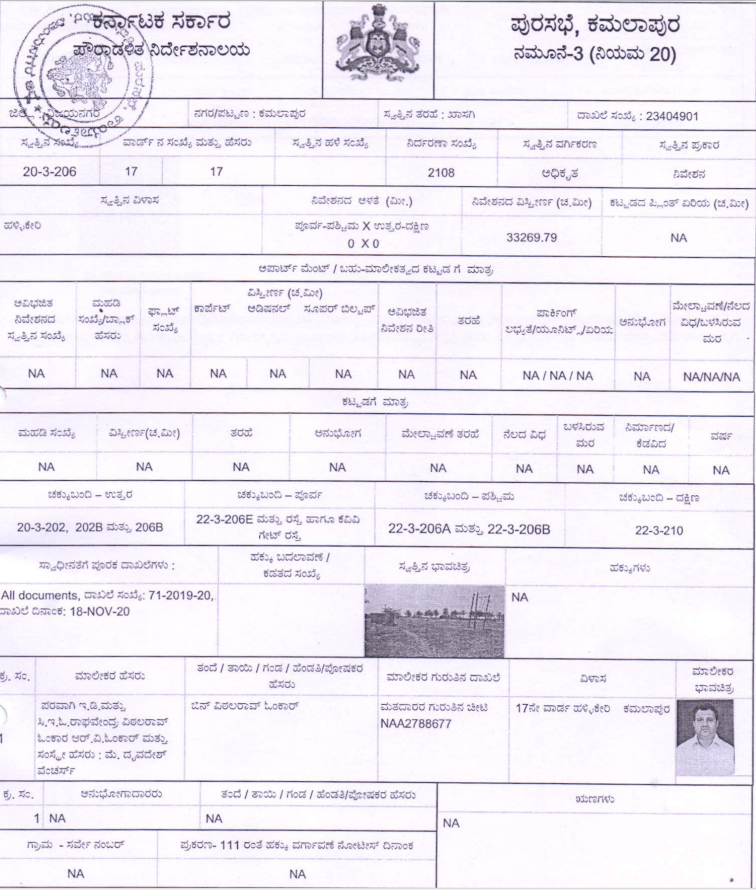 ಕರ್ನಾಟಕ ಸರ್ಕಾರ
ಪೌರಾಡಳಿತ ನಿರ್ದೇಶನಾಲಯ
ಪುರಸಭೆ, ಕಮಲಾಪುರ
ನಮೂನೆ-3 (ನಿಯಮ 20)
ವಿಜಯನಗರ ನಗರ/ಪಟ್ಟಣ : ಕಮಲಾಪುರ ಸ್ವತ್ತಿನ ತರಹೆ : ಖಾಸಗಿ ದಾಖಲೆ ಸಂಖ್ಯೆ : 23404901
ಸ್ವತ್ತಿನ ಸಂಖ್ಯೆ ವಾರ್ಡ್ ನ ಸಂಖ್ಯೆ ಮತ್ತು ಹೆಸರು ಸ್ವತ್ತಿನ ಹಳೆ ಸಂಖ್ಯೆ ನಿರ್ದರಣಾ ಸಂಖ್ಯೆ ಸ್ವತ್ತಿನ ವರ್ಗಿಕರಣ ಸ್ವತ್ತಿನ ಪ್ರಕಾರ
20-3-206 17 17 2108 ಅಧಿಕೃತ ನಿವೇಶನ
ಸ್ವತ್ತಿನ ವಿಳಾಸ ನಿವೇಶನದ ಅಳತೆ (ಮೀ.) ನಿವೇಶನದ ವಿಸ್ತೀರ್ಣ (ಚ.ಮೀ) ಕಟ್ಟಡದ ಪ್ಲಿಂತ್ ಏರಿಯ (ಚ.ಮೀ)
ಹಳ್ಳಿಕೇರಿ ಪೂರ್ವ-ಪಶ್ಚಿಮ X ಉತ್ತರ-ದಕ್ಷಿಣ
0 X 0 33269.79 NA
ಅಪಾರ್ಟ್ ಮೆಂಟ್ / ಬಹು-ಮಾಲೀಕತ್ವದ ಕಟ್ಟಡ ಗೆ ಮಾತ್ರ
ಅವಿಭಜಿತ ನಿವೇಶನದ ಸ್ವತ್ತಿನ ಸಂಖ್ಯೆ ಮಹಡಿ ಸಂಖ್ಯೆ/ಬ್ಲಾಕ್ ಹೆಸರು ಫ್ಲಾಟ್ ಸಂಖ್ಯೆ ವಿಸ್ತೀರ್ಣ (ಚ.ಮೀ)
ಕಾರ್ಪೆಟ್ ಅಡಿಷನಲ್ ಸೂಪರ್ ಬಿಲ್ಟಪ್ ಅವಿಭಜಿತ ನಿವೇಶನ ರೀತಿ ತರಹೆ ಪಾರ್ಕಿಂಗ್ ಲಭ್ಯತೆ/ಯೂನಿಟ್ಸ್/ಏರಿಯ ಅನುಭೋಗ ಮೇಲ್ಚಾವಣೆ/ನೆಲದ ವಿಧ/ಬಳಸಿರುವ ಮರ
NA NA NA NA NA NA NA NA NA / NA / NA NA NA/NA/NA
ಕಟ್ಟಡಗೆ ಮಾತ್ರ
ಮಹಡಿ ಸಂಖ್ಯೆ ವಿಸ್ತೀರ್ಣ(ಚ.ಮೀ) ತರಹೆ ಅನುಭೋಗ ಮೇಲ್ಚಾವಣೆ ತರಹೆ ನೆಲದ ವಿಧ ಬಳಸಿರುವ ಮರ ನಿರ್ಮಾಣದ/ಕೆಡವಿದ ವರ್ಷ
NA NA NA NA NA NA NA NA NA
ಚಕ್ಕುಬಂದಿ – ಉತ್ತರ ಚಕ್ಕುಬಂದಿ – ಪೂರ್ವ ಚಕ್ಕುಬಂದಿ – ಪಶ್ಚಿಮ ಚಕ್ಕುಬಂದಿ – ದಕ್ಷಿಣ
20-3-202, 202B ಮತ್ತು 206B 22-3-206E ಮತ್ತು ರಸ್ತೆ ಹಾಗೂ ಕವಿವಿ ಗೇಟ್ ರಸ್ತೆ 22-3-206A ಮತ್ತು 22-3-206B 22-3-210
ಸ್ವಾಧೀನತೆಗೆ ಪೂರಕ ದಾಖಲೆಗಳು : ಹಕ್ಕು ಬದಲಾವಣೆ / ಕಡತದ ಸಂಖ್ಯೆ ಸ್ವತ್ತಿನ ಭಾವಚಿತ್ರ ಹಕ್ಕುಗಳು
All documents, ದಾಖಲೆ ಸಂಖ್ಯೆ: 71-2019-20, NA
ದಾಖಲೆ ದಿನಾಂಕ: 18-NOV-20
ಕ್ರ. ಸಂ. ಮಾಲೀಕರ ಹೆಸರು ತಂದೆ / ತಾಯಿ / ಗಂಡ / ಹೆಂಡತಿ/ಪೋಷಕರ ಹೆಸರು ಮಾಲೀಕರ ಗುರುತಿನ ದಾಖಲೆ ವಿಳಾಸ ಮಾಲೀಕರ ಭಾವಚಿತ್ರ
1 ಪರವಾಗಿ ಇ.ಡಿ.ಮತ್ತು ಬಿನ್ ವಿಠಲರಾವ್ ಓಂಕಾರ್ ಮತದಾರರ ಗುರುತಿನ ಚೀಟಿ 17ನೇ ವಾರ್ಡ ಹಳ್ಳಿಕೇರಿ ಕಮಲಾಪುರ
ಸಿ.ಇ.ಓ.ರಾಘವೇಂದ್ರ ವಿಠಲರಾವ್ NAA2788677
ಓಂಕಾರ ಆರ್.ವಿ.ಓಂಕಾರ್ ಮತ್ತು
ಸಂಸ್ಥೇ ಹೆಸರು : ಮೆ. ದೃವದೇಶ್
ವೆಂಚರ್ಸ್
ಕ್ರ. ಸಂ. ಅನುಭೋಗಾದಾರರು ತಂದೆ / ತಾಯಿ / ಗಂಡ / ಹೆಂಡತಿ/ಪೋಷಕರ ಹೆಸರು ಋಣಗಳು
1 NA NA NA
ಗ್ರಾಮ - ಸರ್ವೇ ನಂಬರ್ ಪ್ರಕರಣ- 111 ರಂತೆ ಹಕ್ಕು ವರ್ಗಾವಣೆ ನೋಟೀಸ್ ದಿನಾಂಕ
NA NA